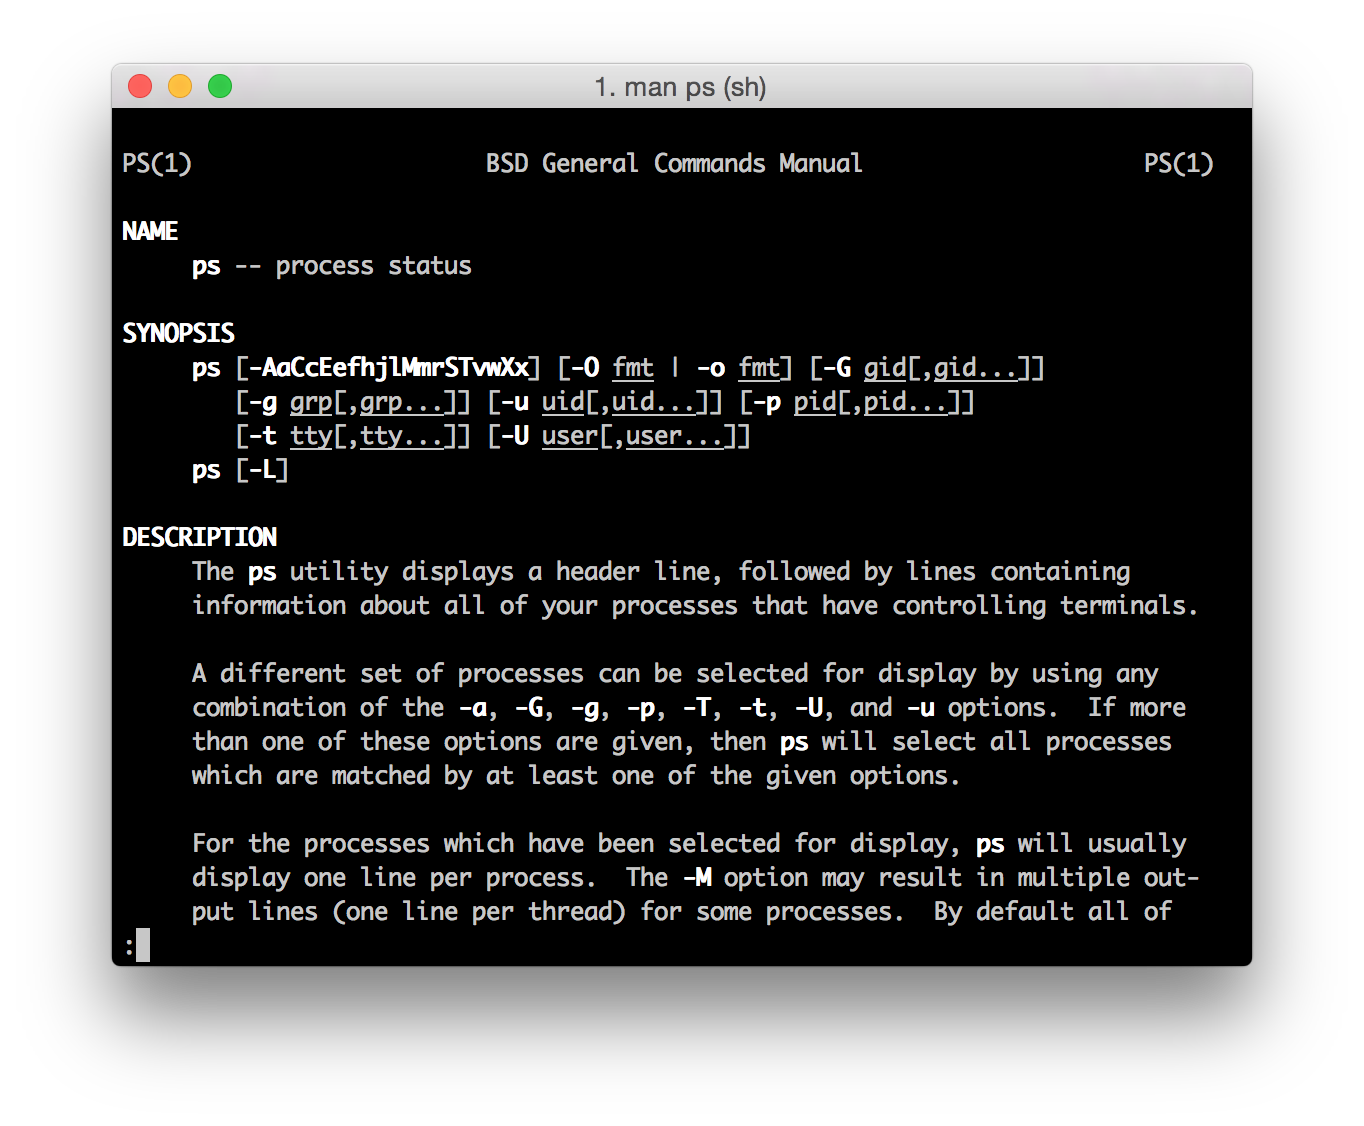 1. man ps (sh)
PS(1) BSD General Commands Manual PS(1)
NAME
ps -- process status
SYNOPSIS
ps [-AaCcEefhjlMmrSTvwXx] [-O fmt | -o fmt] [-G gid[,gid...]]
[-g grp[,grp...]] [-u uid[,uid...]] [-p pid[,pid...]]
[-t tty[,tty...]] [-U user[,user...]]
ps [-L]
DESCRIPTION
The ps utility displays a header line, followed by lines containing
information about all of your processes that have controlling terminals.
A different set of processes can be selected for display by using any
combination of the -a, -G, -g, -p, -T, -t, -U, and -u options.  If more
than one of these options are given, then ps will select all processes
which are matched by at least one of the given options.
For the processes which have been selected for display, ps will usually
display one line per process.  The -M option may result in multiple out-
put lines (one line per thread) for some processes.  By default all of
: